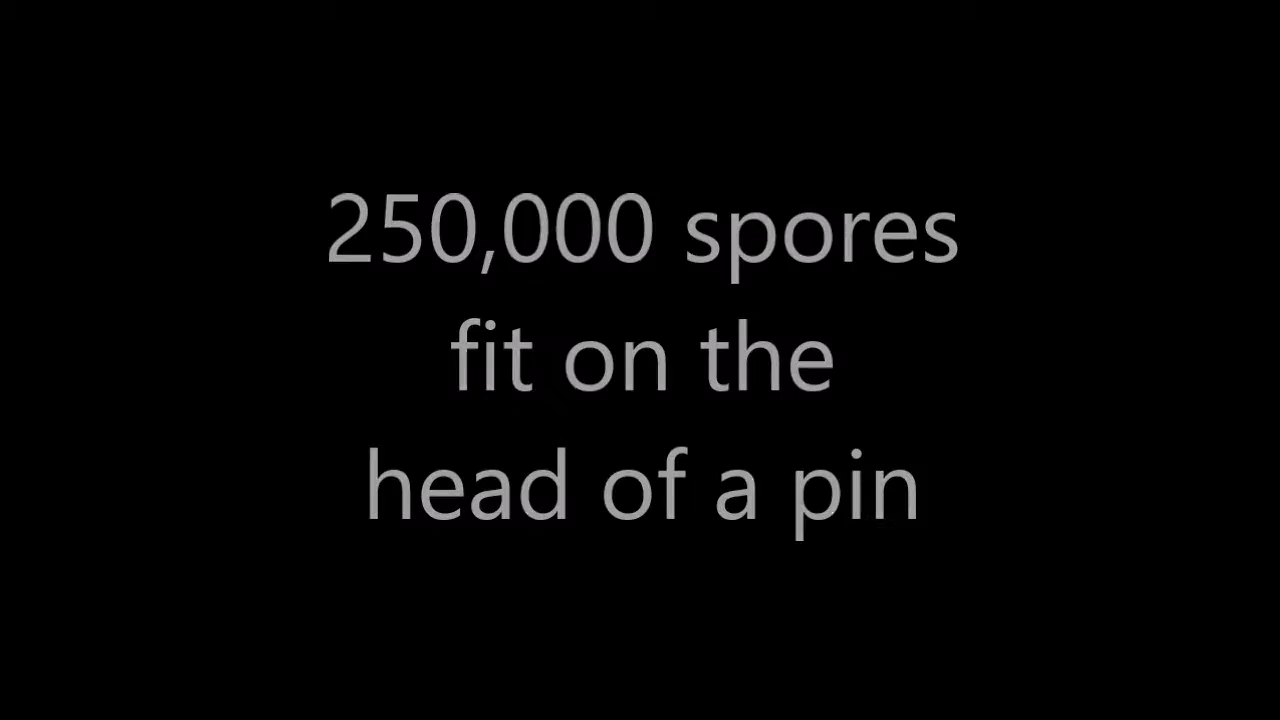 250,000 spores
fit on the
head of a pin